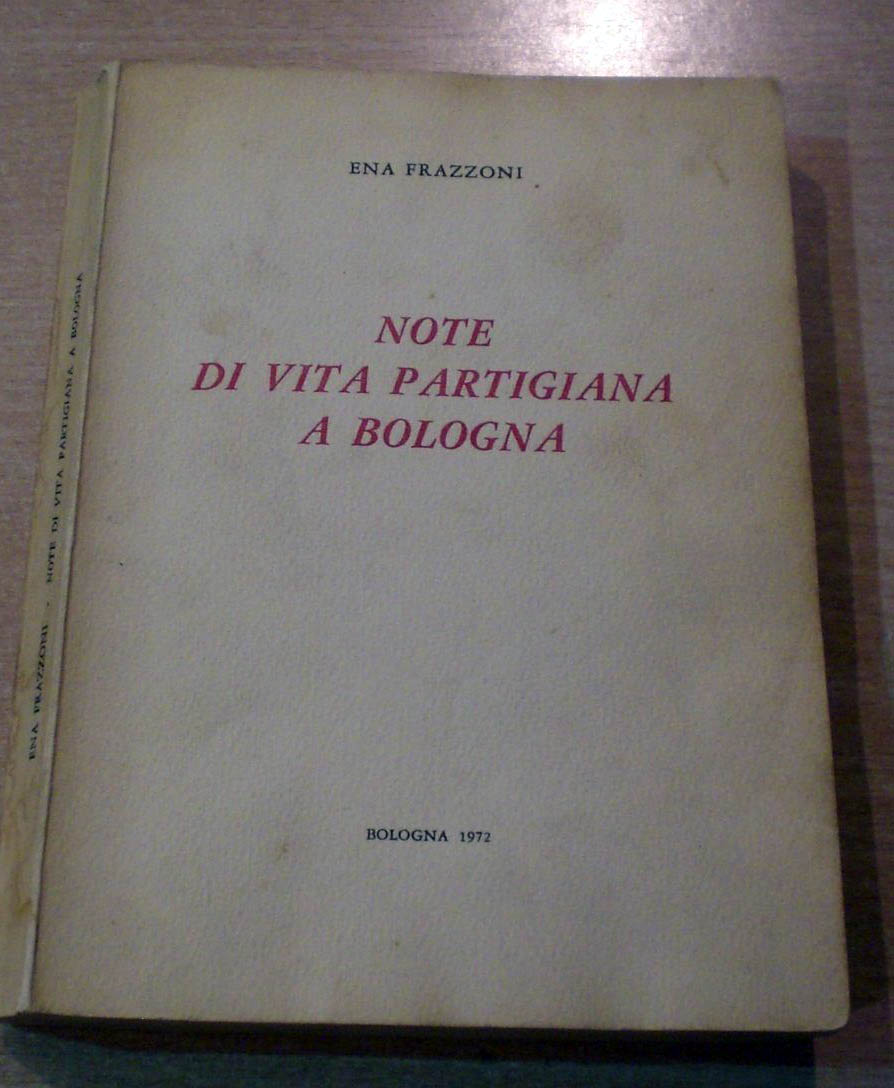 ENA FRAZZONI
NOTE
DI VITA PARTIGIANA
A BOLOGNA
BOLOGNA 1972
ENA FRAZZONI - NOTE DI VITA PARTIGIANA A BOLOGNA